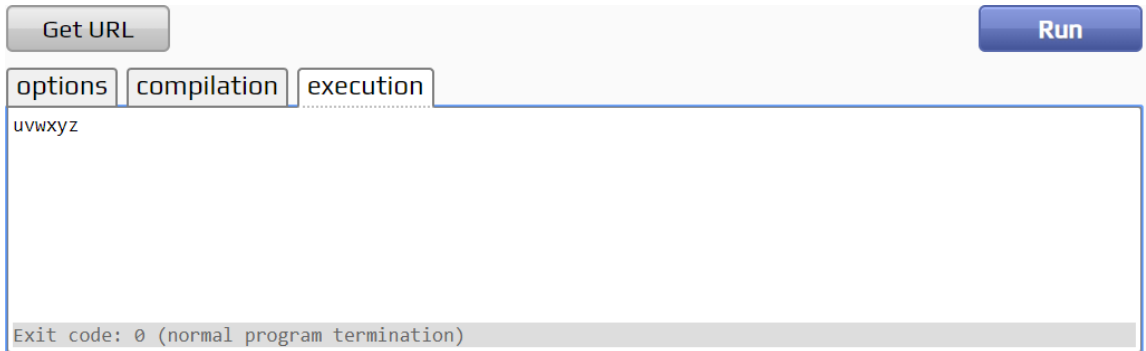 Get URL Run
options compilation execution
uvwxyz
Exit code: 0 (normal program termination)